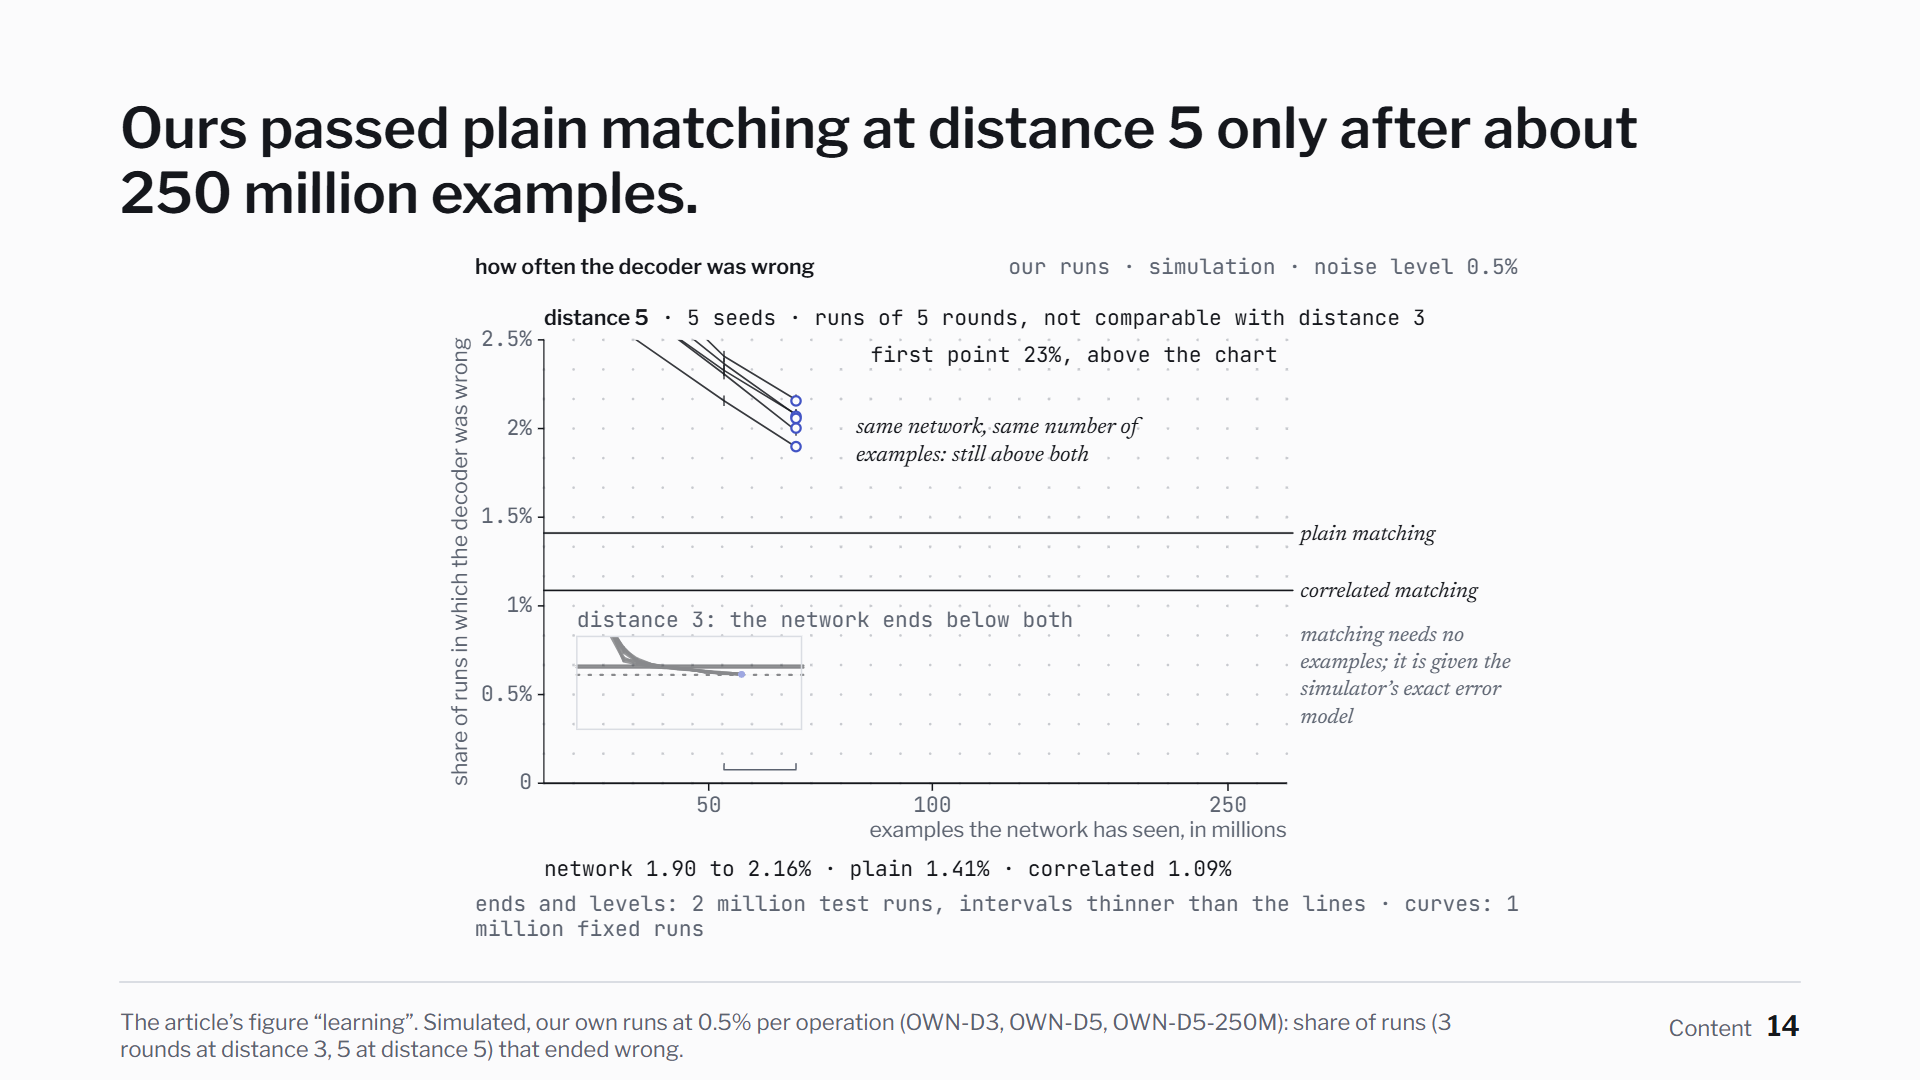 Ours passed plain matching at distance 5 only after about
250 million examples.
how often the decoder was wrong
our runs · simulation · noise level 0.5%
distance 5 · 5 seeds · runs of 5 rounds, not comparable with distance 3
share of runs in which the decoder was wrong
2.5%
2%
1.5%
1%
0.5%
0
first point 23%, above the chart
same network, same number of
examples: still above both
plain matching
correlated matching
matching needs no
examples; it is given the
simulator’s exact error
model
distance 3: the network ends below both
50
100
250
examples the network has seen, in millions
network 1.90 to 2.16% · plain 1.41% · correlated 1.09%
ends and levels: 2 million test runs, intervals thinner than the lines · curves: 1
million fixed runs
The article’s figure “learning”. Simulated, our own runs at 0.5% per operation (OWN-D3, OWN-D5, OWN-D5-250M): share of runs (3
rounds at distance 3, 5 at distance 5) that ended wrong.
Content 14